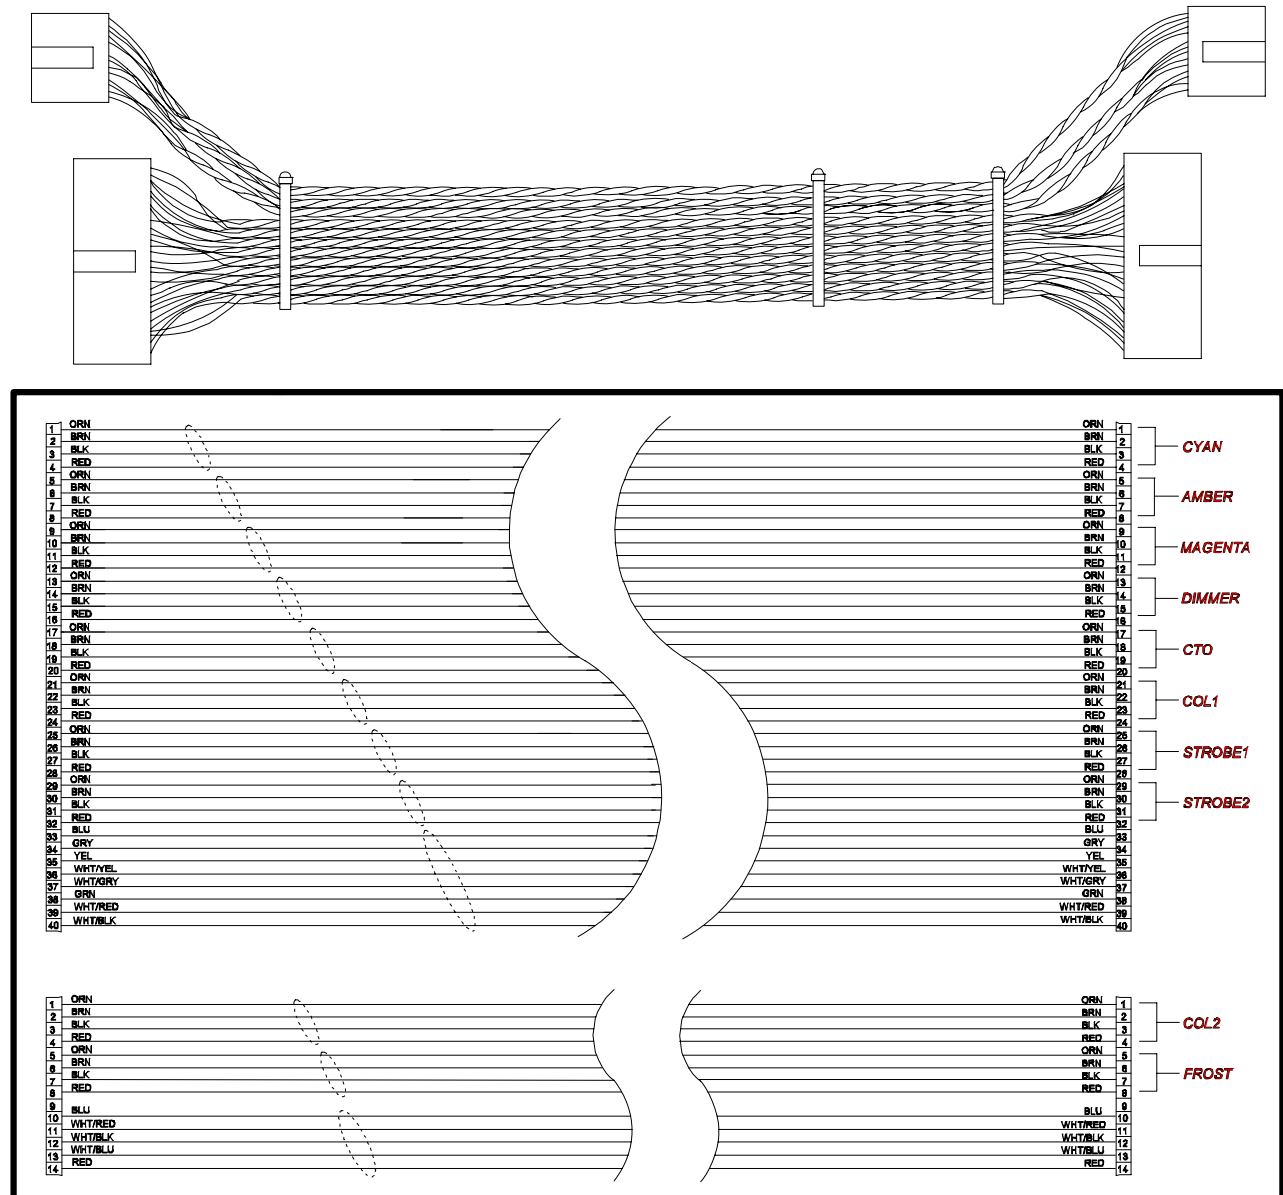 1 ORN ORN 1
2 BRN BRN 2
3 BLK BLK 3
4 RED RED 4
CYAN
5 ORN ORN 5
6 BRN BRN 6
7 BLK BLK 7
8 RED RED 8
AMBER
9 ORN ORN 9
10 BRN BRN 10
11 BLK BLK 11
12 RED RED 12
MAGENTA
13 ORN ORN 13
14 BRN BRN 14
15 BLK BLK 15
16 RED RED 16
DIMMER
17 ORN ORN 17
18 BRN BRN 18
19 BLK BLK 19
20 RED RED 20
CTO
21 ORN ORN 21
22 BRN BRN 22
23 BLK BLK 23
24 RED RED 24
COL1
25 ORN ORN 25
26 BRN BRN 26
27 BLK BLK 27
28 RED RED 28
STROBE1
29 ORN ORN 29
30 BRN BRN 30
31 BLK BLK 31
32 RED RED 32
STROBE2
33 BLU BLU 33
34 GRY GRY 34
35 YEL YEL 35
36 WHT/YEL WHT/YEL 36
37 WHT/GRY WHT/GRY 37
38 GRN GRN 38
39 WHT/RED WHT/RED 39
40 WHT/BLK WHT/BLK 40
1 ORN ORN 1
2 BRN BRN 2
3 BLK BLK 3
4 RED RED 4
COL2
5 ORN ORN 5
6 BRN BRN 6
7 BLK BLK 7
8 RED RED 8
FROST
9 9
10 BLU BLU 10
11 WHT/RED WHT/RED 11
12 WHT/BLK WHT/BLK 12
13 WHT/BLU WHT/BLU 13
14 RED RED 14